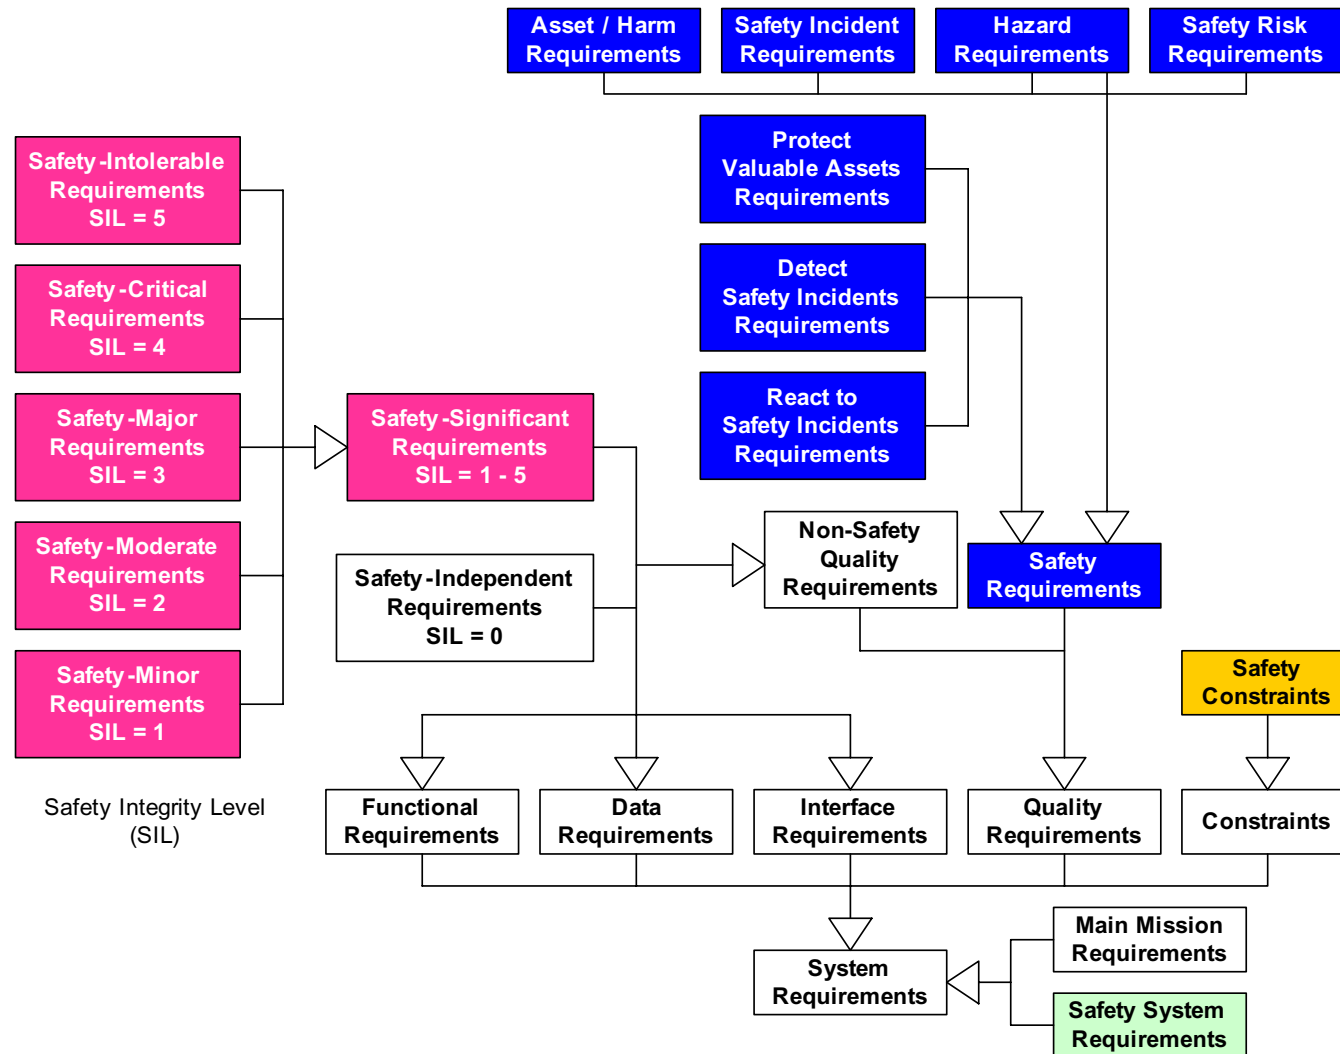 Asset / Harm
Requirements
Safety Incident
Requirements
Hazard
Requirements
Safety Risk
Requirements
Protect
Valuable Assets
Requirements
Detect
Safety Incidents
Requirements
React to
Safety Incidents
Requirements
Safety-Intolerable
Requirements
SIL = 5
Safety-Critical
Requirements
SIL = 4
Safety-Major
Requirements
SIL = 3
Safety-Moderate
Requirements
SIL = 2
Safety-Minor
Requirements
SIL = 1
Safety Integrity Level
(SIL)
Safety-Significant
Requirements
SIL = 1 - 5
Safety-Independent
Requirements
SIL = 0
Non-Safety
Quality
Requirements
Safety
Requirements
Safety
Constraints
Functional
Requirements
Data
Requirements
Interface
Requirements
Quality
Requirements
Constraints
System
Requirements
Main Mission
Requirements
Safety System
Requirements